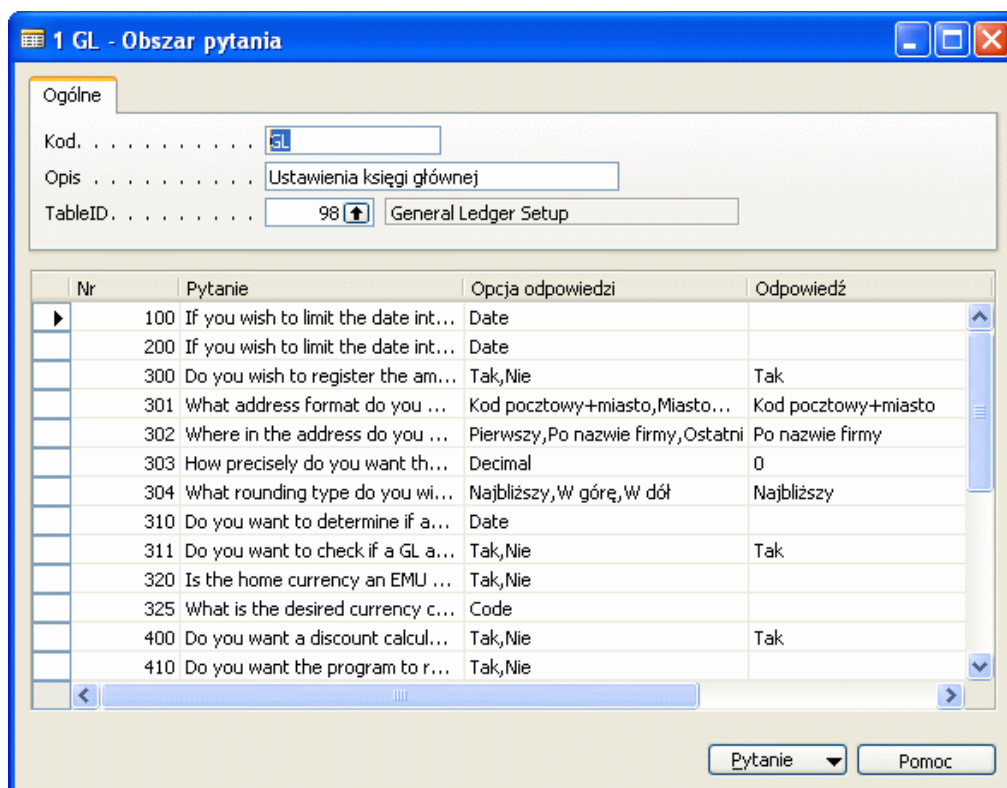 1 GL - Obszar pytania
Ogólne
Kod. . . . . . . . . . . GL
Opis . . . . . . . . . . Ustawienia księgi głównej
TableID. . . . . . . . . 98 General Ledger Setup
Nr Pytanie Opcja odpowiedzi Odpowiedź
100 If you wish to limit the date int... Date
200 If you wish to limit the date int... Date
300 Do you wish to register the am... Tak,Nie Tak
301 What address format do you ... Kod pocztowy+miasto,Miasto... Kod pocztowy+miasto
302 Where in the address do you ... Pierwszy,Po nazwie firmy,Ostatni Po nazwie firmy
303 How precisely do you want th... Decimal 0
304 What rounding type do you wi... Najbliższy,W górę,W dół Najbliższy
310 Do you want to determine if a... Date
311 Do you want to check if a GL a... Tak,Nie Tak
320 Is the home currency an EMU ... Tak,Nie
325 What is the desired currency c... Code
400 Do you want a discount calcul... Tak,Nie Tak
410 Do you want the program to r... Tak,Nie
Pytanie Pomoc